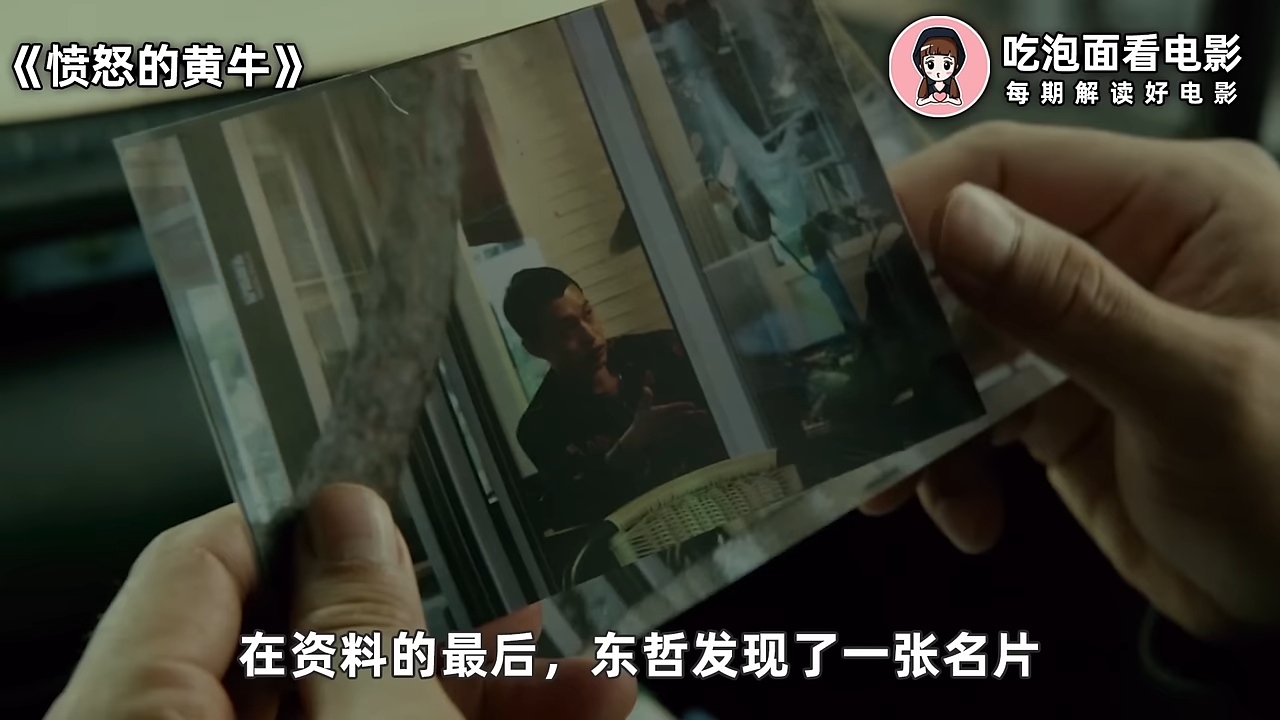 《愤怒的黄牛》
吃泡面看电影
每期解读好电影
在资料的最后，东哲发现了一张名片